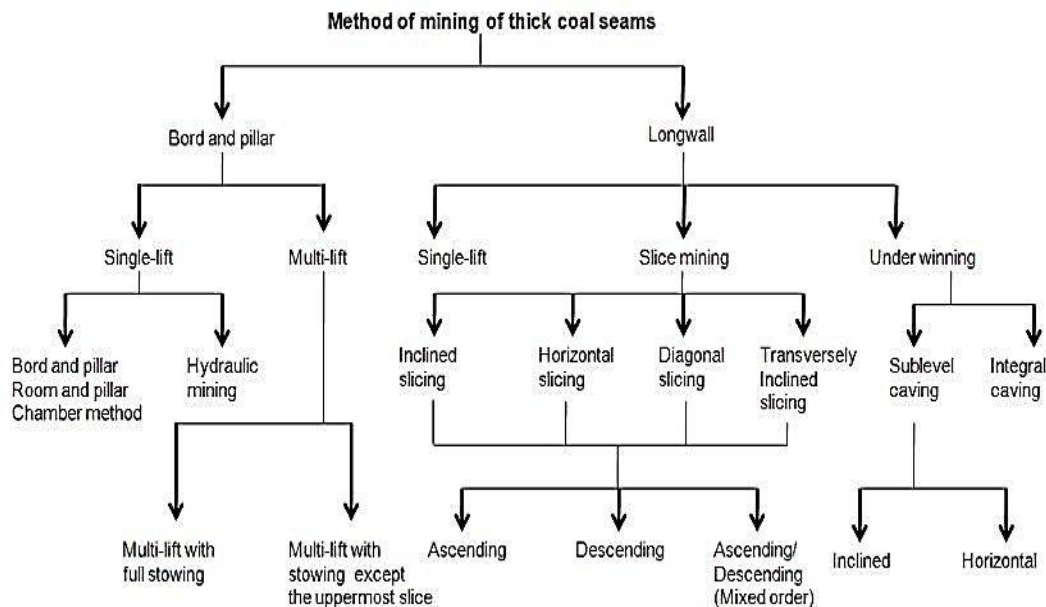 Method of mining of thick coal seams
Bord and pillar
Longwall
Single-lift
Multi-lift
Single-lift
Slice mining
Under winning
Bord and pillar
Room and pillar
Chamber method
Hydraulic
mining
Inclined
slicing
Horizontal
slicing
Diagonal
slicing
Transversely
Inclined
slicing
Sublevel
caving
Integral
caving
Multi-lift with
full stowing
Multi-lift with
stowing except
the uppermost slice
Ascending
Descending
Ascending/
Descending
(Mixed order)
Inclined
Horizontal